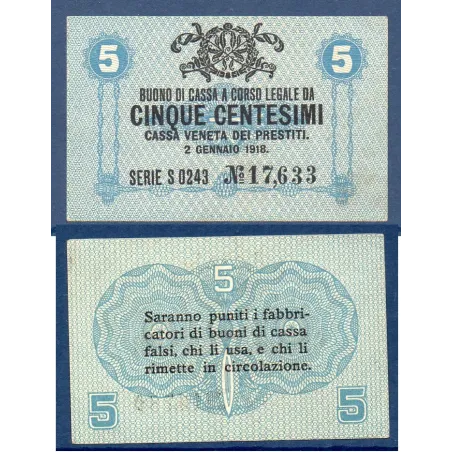 5 5
BUONO DI CASSA A CORSO LEGALE DA
CINQUE CENTESIMI
CASSA VENETA DEI PRESTITI.
2 GENNAIO 1918.
SERIE S 0243 No 17,633
5
Saranno puniti i fabbri-
catori di buoni di cassa
falsi, chi li usa, e chi li
rimette in circolazione.
5 5